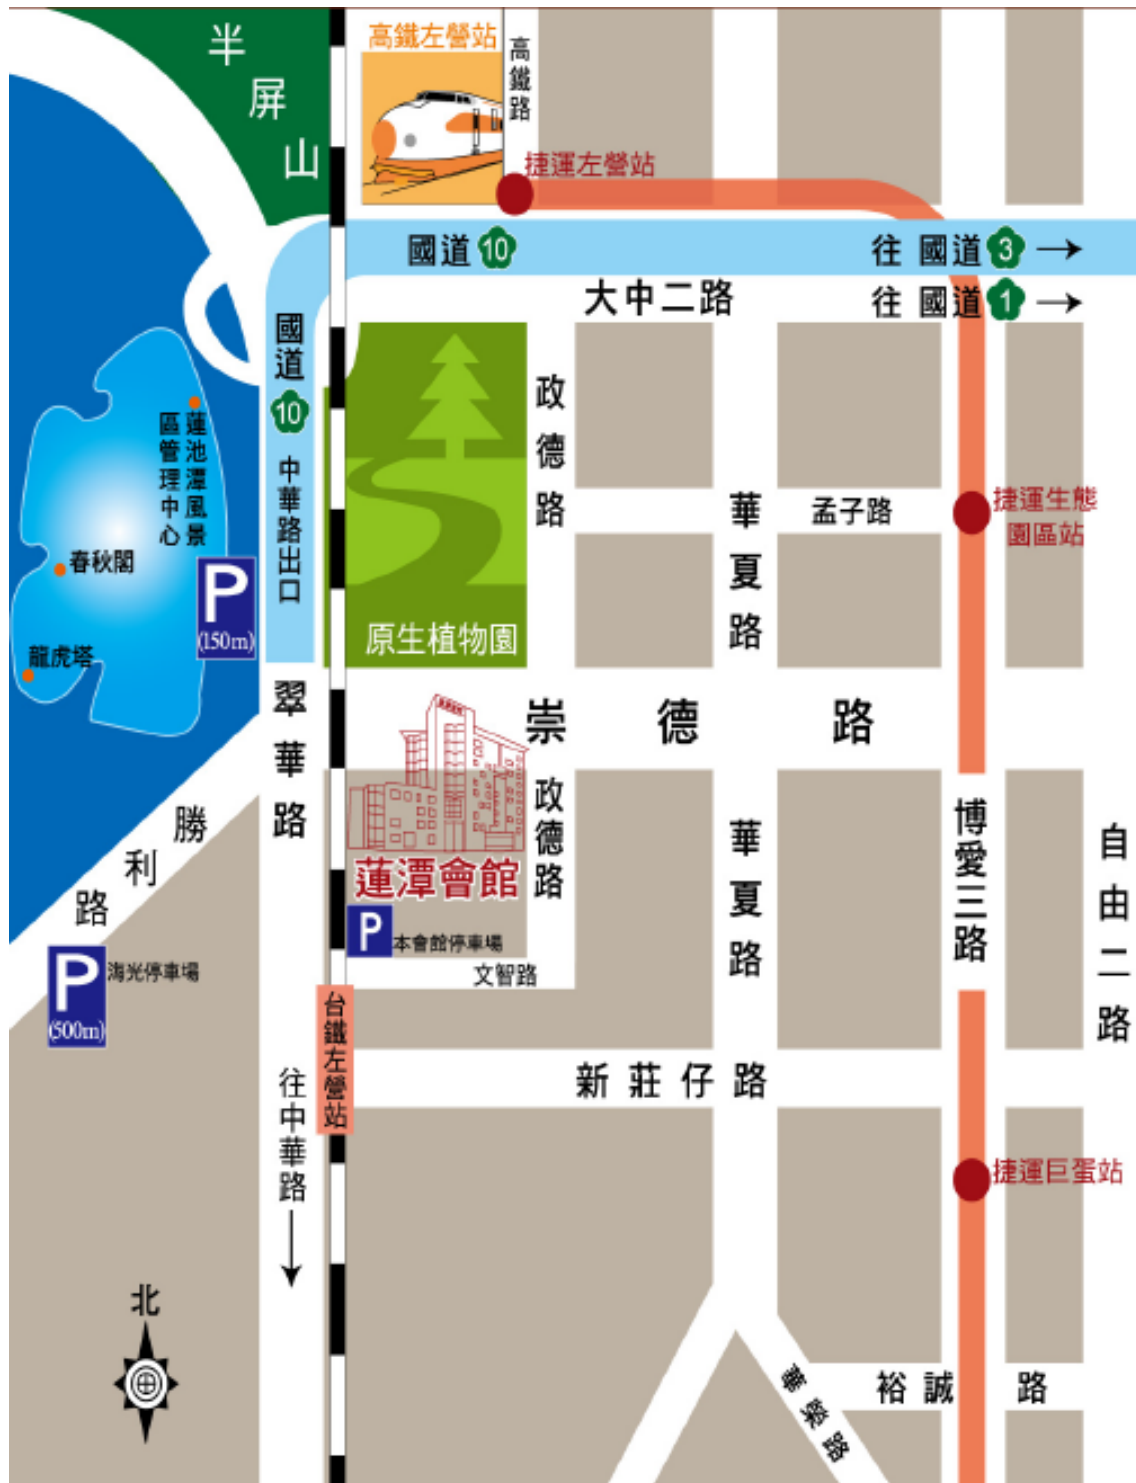 半屏山
高鐵左營站
高鐵路
捷運左營站
國道 10
往 國道 3
大中二路
往 國道 1
國道 10 中華路出口
政德路
蓮池潭風景
區管理中心
華夏路
孟子路
捷運生態
園區站
春秋閣
P
(150m)
龍虎塔
原生植物園
翠華路
崇德路
勝利路
蓮潭會館
政德路
華夏路
博愛三路
自由二路
P
本會館停車場
文智路
P
(500m)
海光停車場
台鐵左營站
往中華路
新莊仔路
捷運巨蛋站
北
華榮路
裕誠路